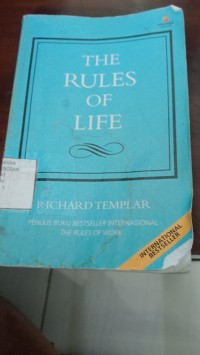 THE
RULES
OF
LIFE
RICHARD TEMPLAR
PENULIS BUKU BESTSELLER INTERNASIONAL
THE RULES OF WORK
INTERNATIONAL
BESTSELLER